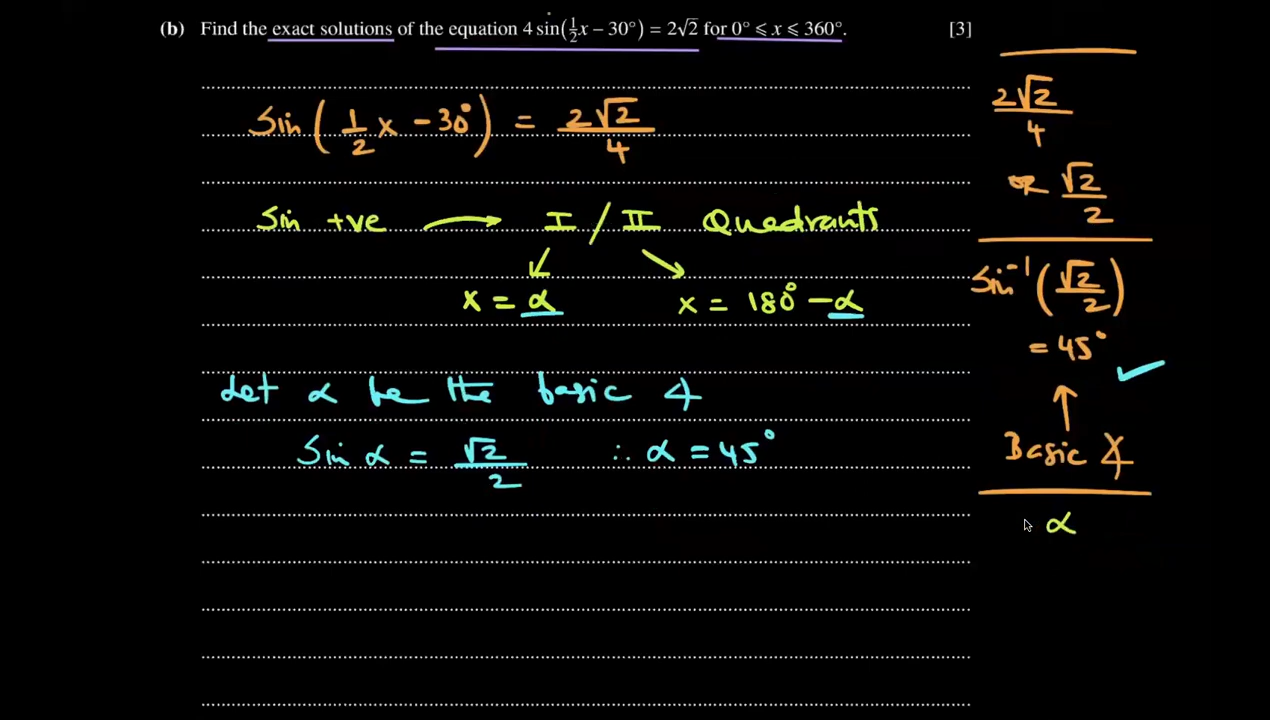 (b) Find the exact solutions of the equation 4 sin(½x − 30°) = 2√2 for 0° ⩽ x ⩽ 360°. [3]
Sin (1/2 x − 30°) = 2√2/4
Sin +ve → I / II Quadrants
x = α x = 180° − α
Let α be the basic ∡
Sin α = √2/2 ∴ α = 45°
2√2/4
or √2/2
Sin⁻¹ (√2/2)
= 45° ✓
↑
Basic ∡
α